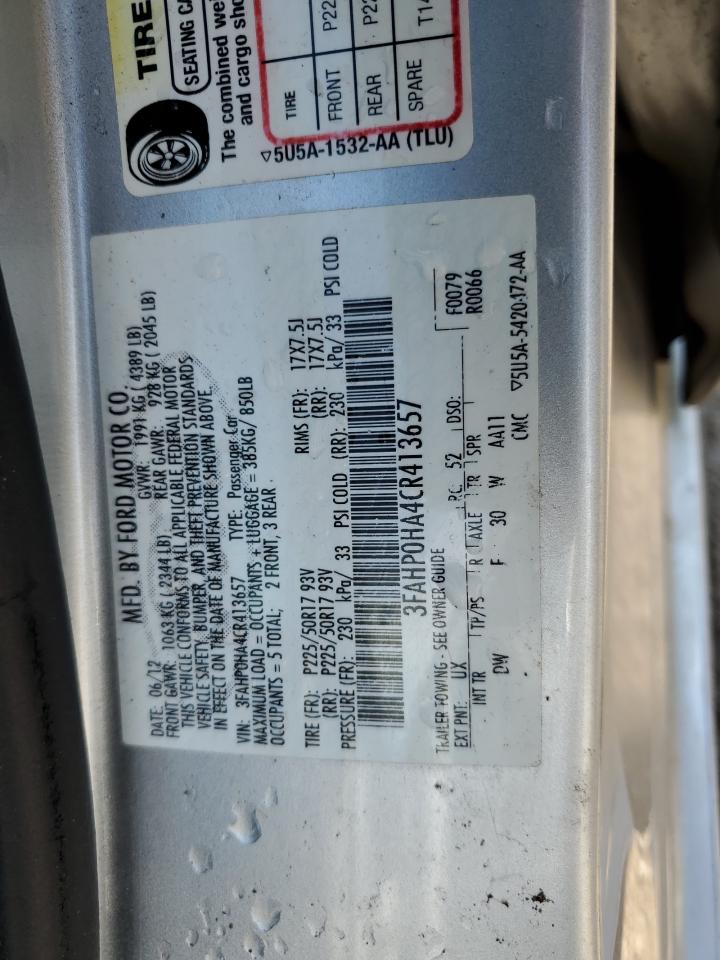 TIRE
SEATING CA
The combined we
and cargo sho
TIRE
FRONT P22
REAR P22
SPARE T14
5U5A-1532-AA (TLU)
MFD. BY FORD MOTOR CO.
DATE: 06/12 GVWR: 1991 KG ( 4389 LB)
FRONT GAWR: 1063 KG ( 2344 LB) REAR GAWR: 928 KG ( 2045 LB)
THIS VEHICLE CONFORMS TO ALL APPLICABLE FEDERAL MOTOR
VEHICLE SAFETY, BUMPER, AND THEFT PREVENTION STANDARDS
IN EFFECT ON THE DATE OF MANUFACTURE SHOWN ABOVE.
VIN: 3FAHP0HA4CR413657 TYPE: Passenger Car
MAXIMUM LOAD = OCCUPANTS + LUGGAGE = 385KG/ 850LB
OCCUPANTS = 5 TOTAL; 2 FRONT, 3 REAR
TIRE (FR): P225/50R17 93V RIMS (FR): 17X7.5J
(RR): P225/50R17 93V (RR): 17X7.5J
PRESSURE (FR): 230 kPa/ 33 PSI COLD (RR): 230 kPa/ 33 PSI COLD
3FAHP0HA4CR413657
TRAILER TOWING - SEE OWNER GUIDE F0079
EXT PNT: UX RC: 52 DSO: R0066
INT TR TP/PS R AXLE TR SPR
DW F 30 W AA11
CMC 5U5A-5420472-AA